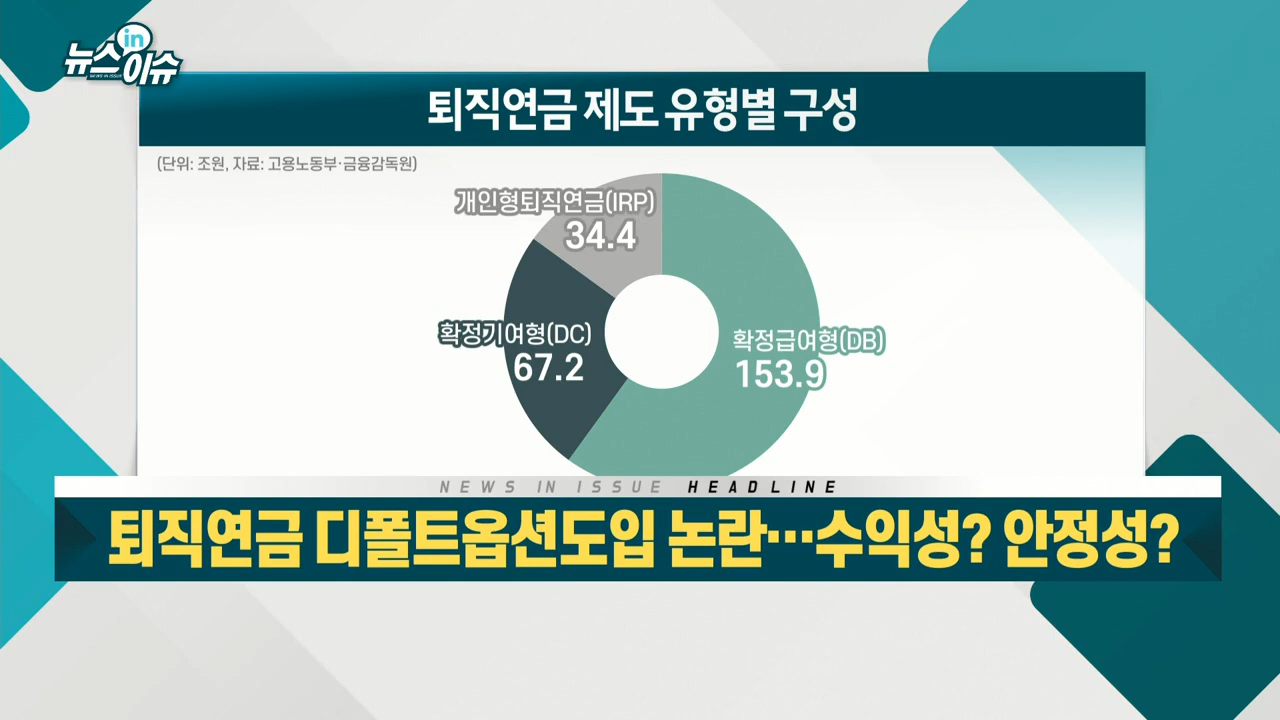 뉴스in이슈
NEWS IN ISSUE
퇴직연금 제도 유형별 구성
(단위: 조원, 자료: 고용노동부·금융감독원)
개인형퇴직연금(IRP)
34.4
확정기여형(DC)
67.2
확정급여형(DB)
153.9
NEWS IN ISSUE HEADLINE
퇴직연금 디폴트옵션도입 논란…수익성? 안정성?